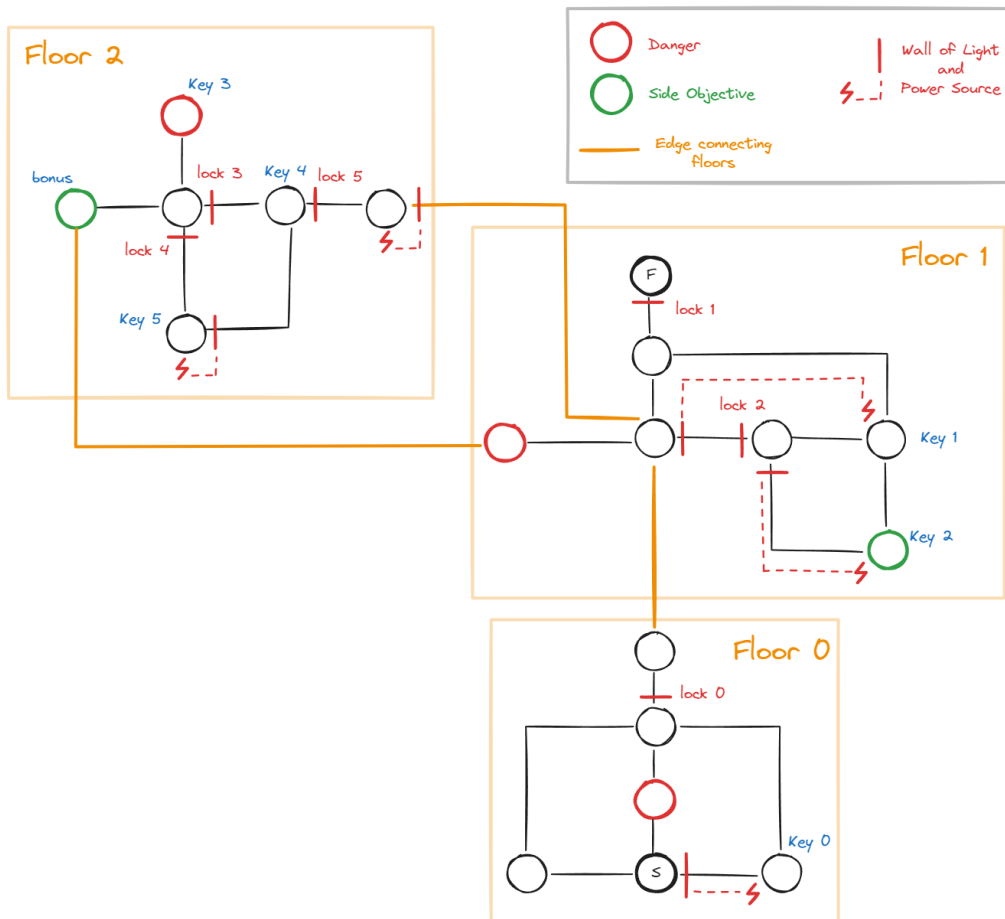 Floor 2
Key 3
lock 3
Key 4
lock 5
bonus
lock 4
Key 5
Danger
Side Objective
Edge connecting
floors
Wall of Light
and
Power Source
Floor 1
F
lock 1
lock 2
Key 1
Key 2
Floor 0
lock 0
Key 0
S